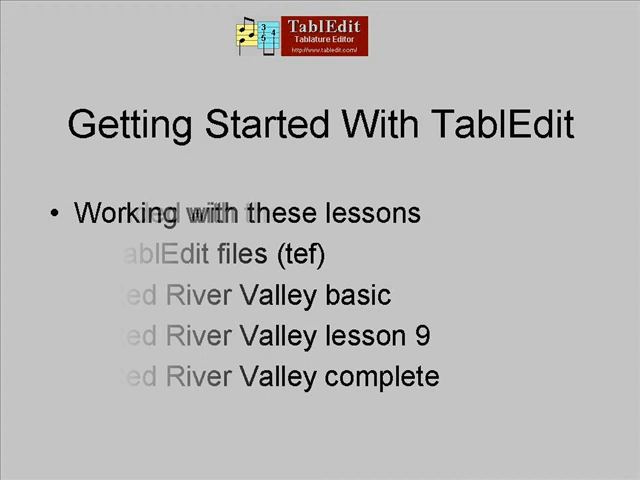 TablEdit
Tablature Editor
http://www.tabledit.com/
Getting Started With TablEdit
• Working with these lessons
TablEdit files (tef)
Red River Valley basic
Red River Valley lesson 9
Red River Valley complete